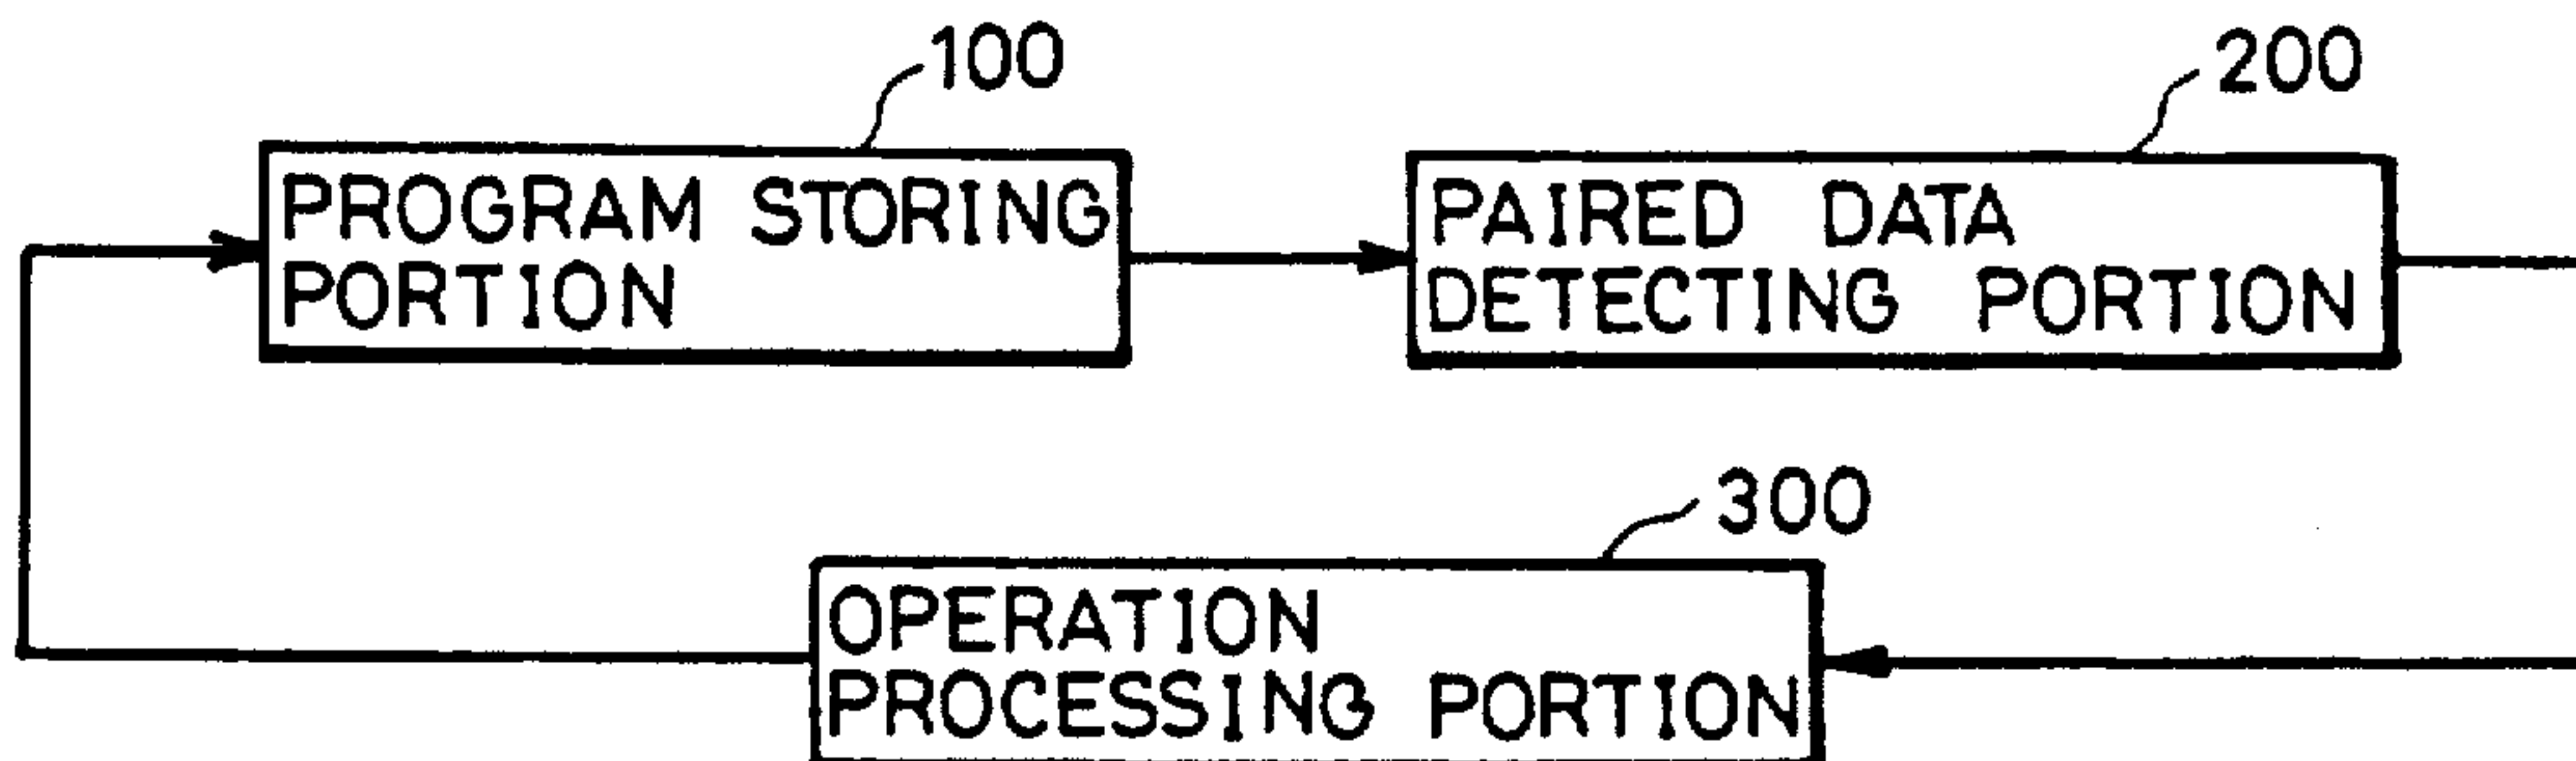 100
200
PROGRAM STORING
PORTION
PAIRED DATA
DETECTING PORTION
300
OPERATION
PROCESSING PORTION